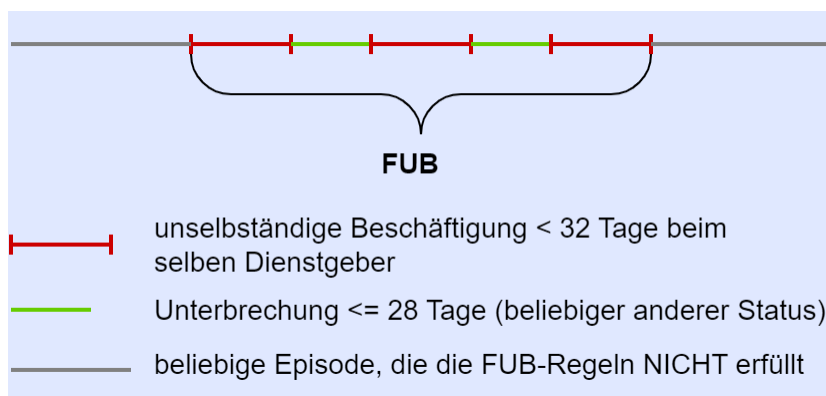 FUB
unselbständige Beschäftigung < 32 Tage beim
selben Dienstgeber
Unterbrechung <= 28 Tage (beliebiger anderer Status)
beliebige Episode, die die FUB-Regeln NICHT erfüllt